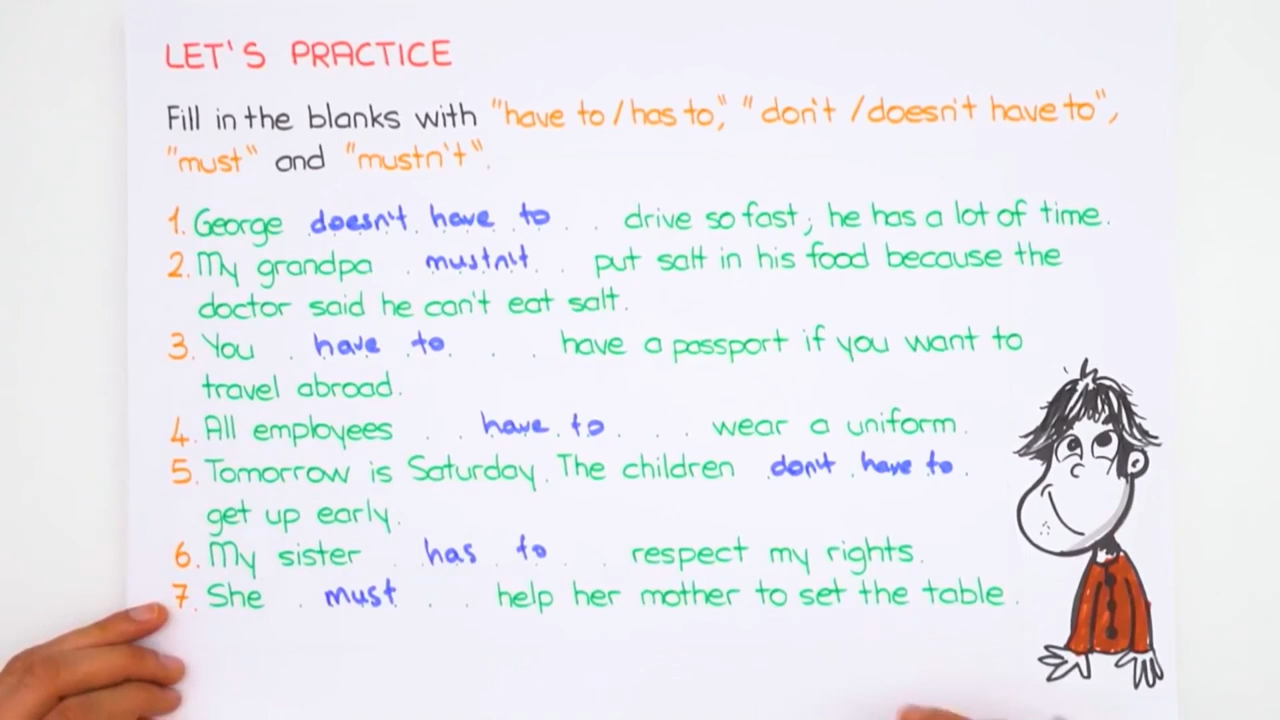 LET'S PRACTICE
Fill in the blanks with "have to / has to," "don't / doesn't have to",
"must" and "mustn't".
1. George doesn't have to drive so fast; he has a lot of time.
2. My grandpa mustn't put salt in his food because the
doctor said he can't eat salt.
3. You have to have a passport if you want to
travel abroad.
4. All employees have to wear a uniform.
5. Tomorrow is Saturday. The children don't have to
get up early.
6. My sister has to respect my rights.
7. She must help her mother to set the table.